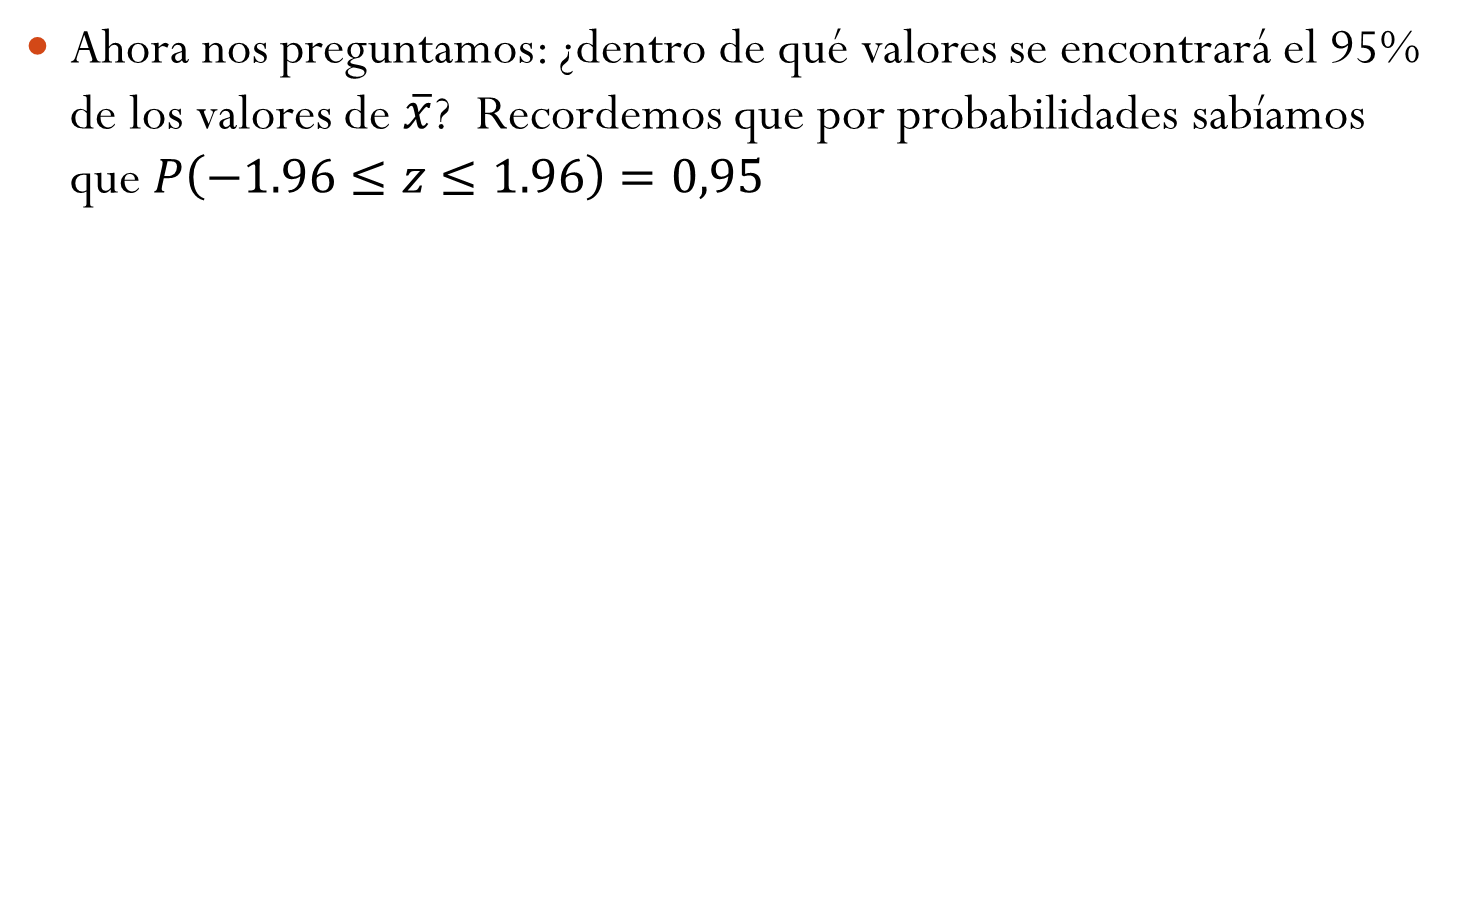 • Ahora nos preguntamos: ¿dentro de qué valores se encontrará el 95%
de los valores de x̄? Recordemos que por probabilidades sabíamos
que P(−1.96 ≤ z ≤ 1.96) = 0,95